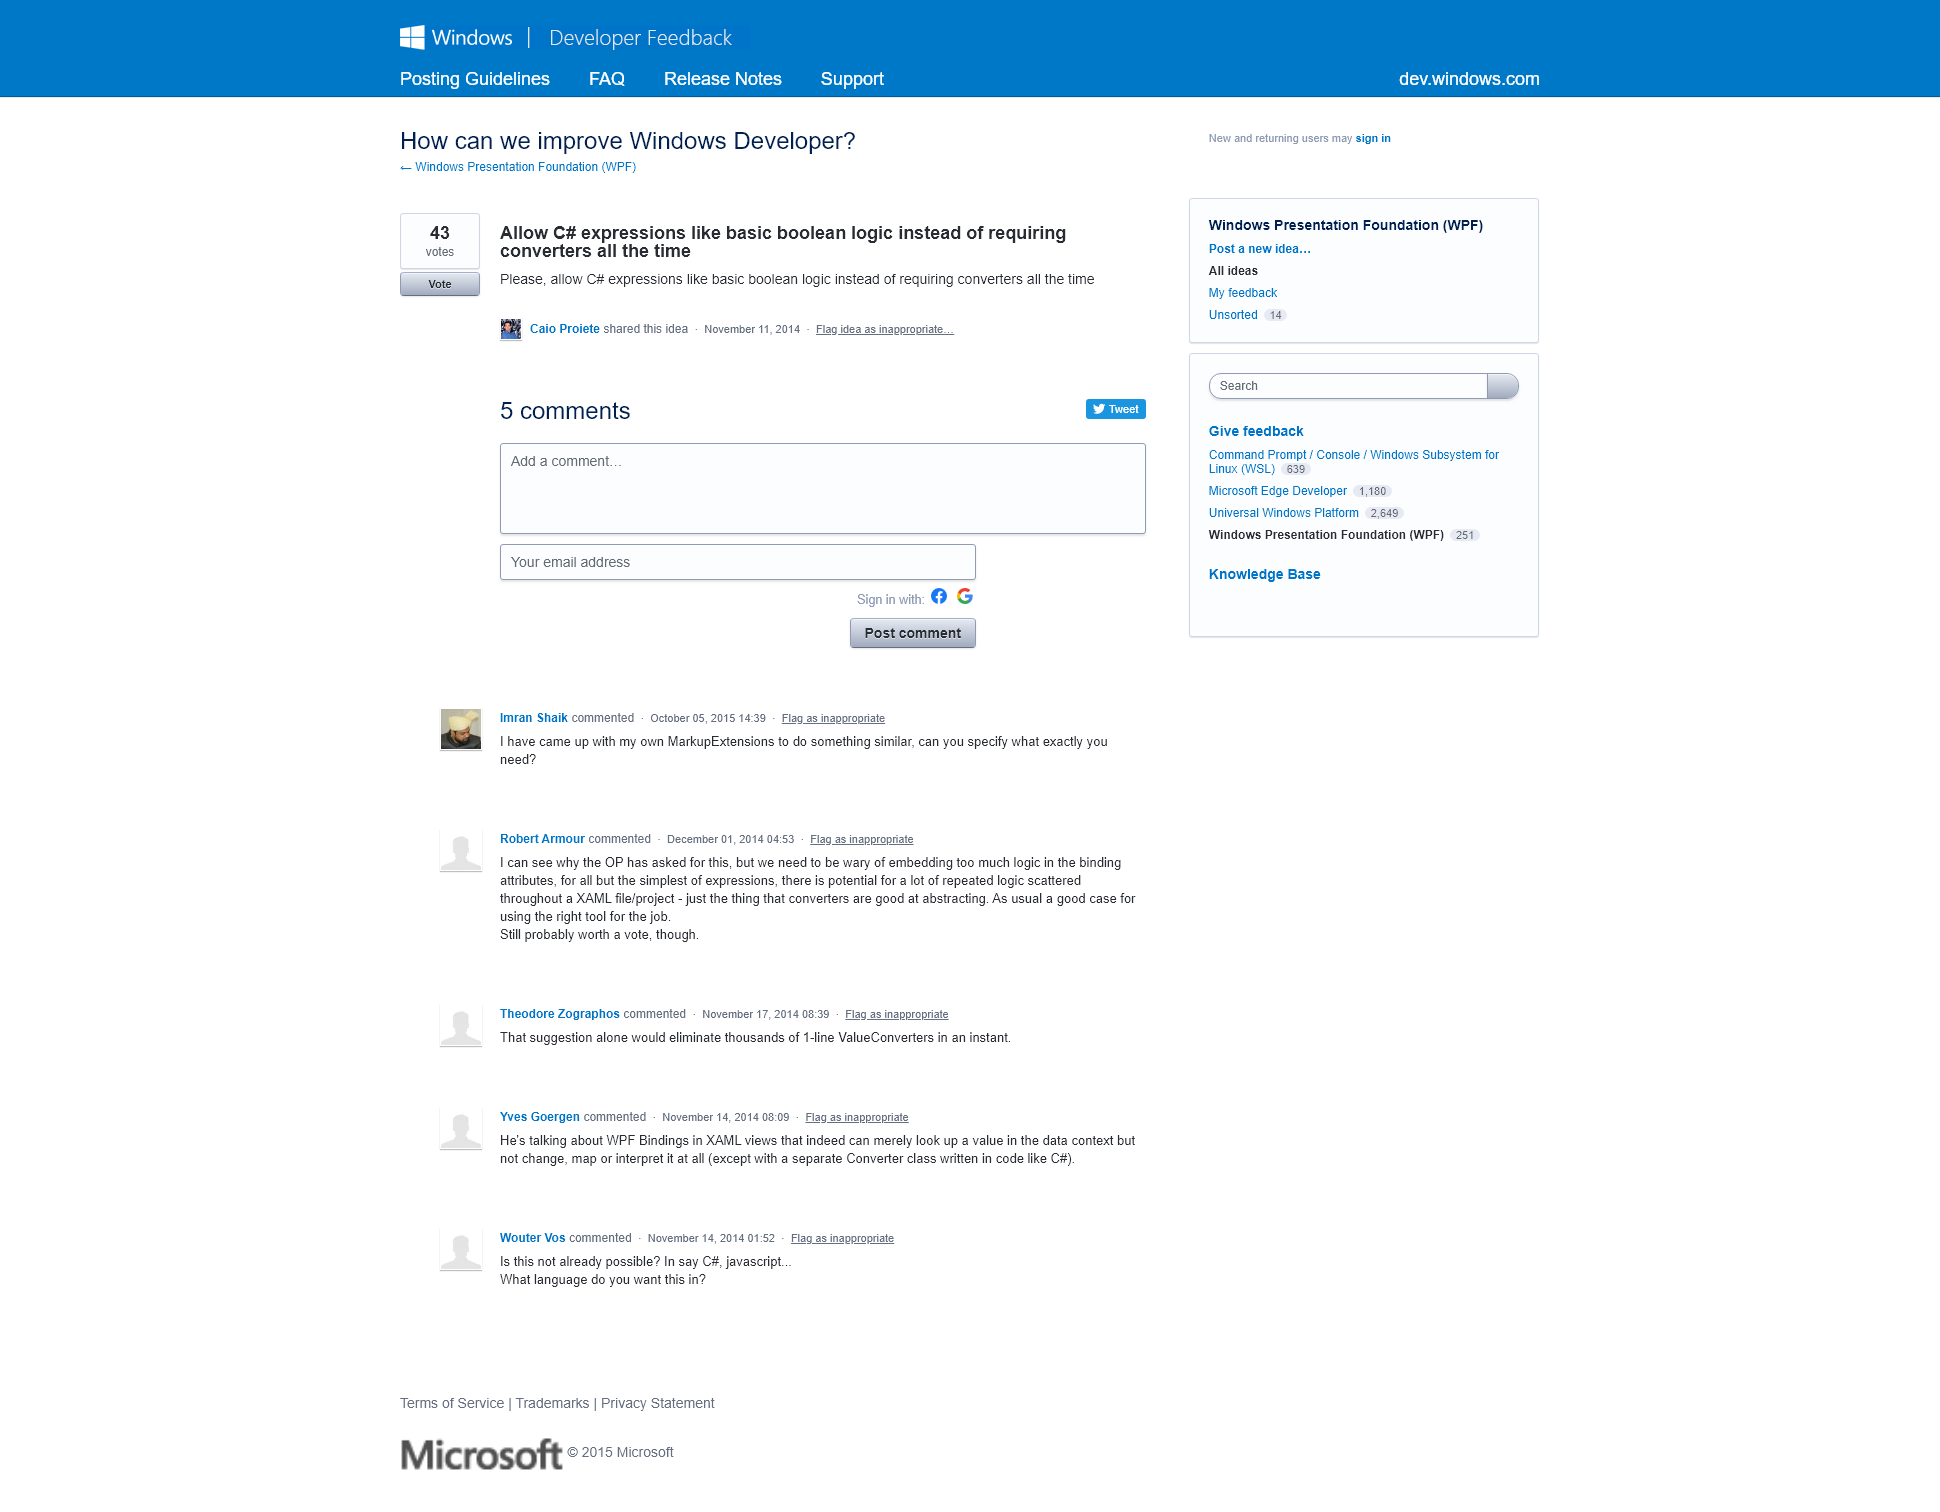 Windows | Developer Feedback
Posting Guidelines FAQ Release Notes Support dev.windows.com
How can we improve Windows Developer?
← Windows Presentation Foundation (WPF)
New and returning users may sign in
43
votes
Vote
Allow C# expressions like basic boolean logic instead of requiring
converters all the time
Please, allow C# expressions like basic boolean logic instead of requiring converters all the time
Caio Proiete shared this idea · November 11, 2014 · Flag idea as inappropriate…
5 comments
Tweet
Add a comment…
Your email address
Sign in with:
Post comment
Imran Shaik commented · October 05, 2015 14:39 · Flag as inappropriate
I have came up with my own MarkupExtensions to do something similar, can you specify what exactly you
need?
Robert Armour commented · December 01, 2014 04:53 · Flag as inappropriate
I can see why the OP has asked for this, but we need to be wary of embedding too much logic in the binding
attributes, for all but the simplest of expressions, there is potential for a lot of repeated logic scattered
throughout a XAML file/project - just the thing that converters are good at abstracting. As usual a good case for
using the right tool for the job.
Still probably worth a vote, though.
Theodore Zographos commented · November 17, 2014 08:39 · Flag as inappropriate
That suggestion alone would eliminate thousands of 1-line ValueConverters in an instant.
Yves Goergen commented · November 14, 2014 08:09 · Flag as inappropriate
He's talking about WPF Bindings in XAML views that indeed can merely look up a value in the data context but
not change, map or interpret it at all (except with a separate Converter class written in code like C#).
Wouter Vos commented · November 14, 2014 01:52 · Flag as inappropriate
Is this not already possible? In say C#, javascript...
What language do you want this in?
Windows Presentation Foundation (WPF)
Post a new idea…
All ideas
My feedback
Unsorted 14
Search
Give feedback
Command Prompt / Console / Windows Subsystem for
Linux (WSL) 639
Microsoft Edge Developer 1,180
Universal Windows Platform 2,649
Windows Presentation Foundation (WPF) 251
Knowledge Base
Terms of Service | Trademarks | Privacy Statement
Microsoft © 2015 Microsoft